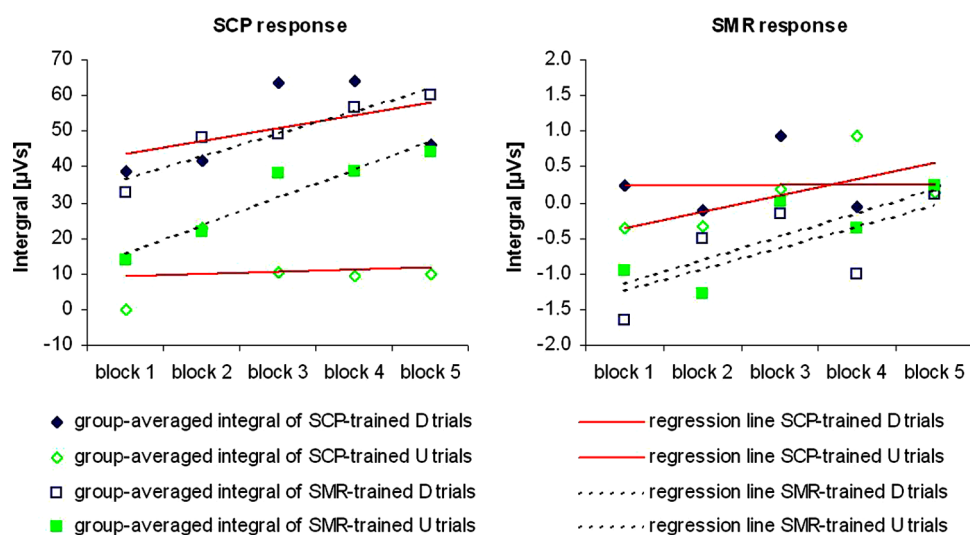 SCP response
Intergral [µVs]
70
60
50
40
30
20
10
0
-10
block 1 block 2 block 3 block 4 block 5
SMR response
Intergral [µVs]
2.0
1.5
1.0
0.5
0.0
-0.5
-1.0
-1.5
-2.0
block 1 block 2 block 3 block 4 block 5
group-averaged integral of SCP-trained D trials
group-averaged integral of SCP-trained U trials
group-averaged integral of SMR-trained D trials
group-averaged integral of SMR-trained U trials
regression line SCP-trained D trials
regression line SCP-trained U trials
regression line SMR-trained D trials
regression line SMR-trained U trials